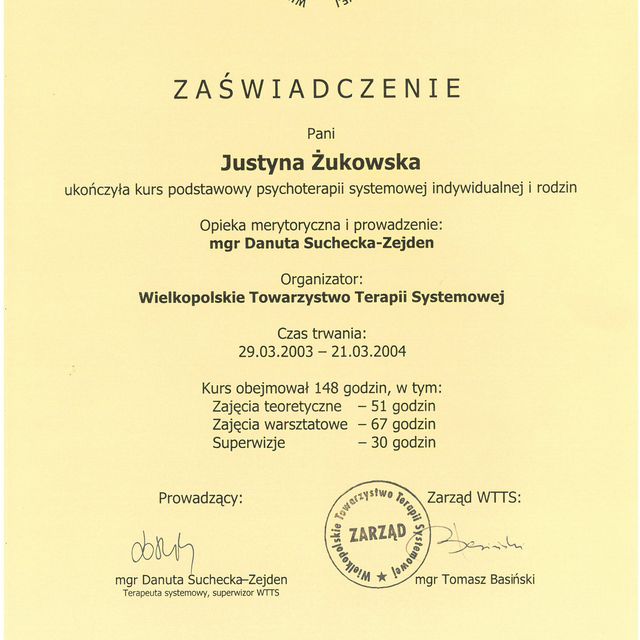 ZAŚWIADCZENIE
Pani
Justyna Żukowska
ukończyła kurs podstawowy psychoterapii systemowej indywidualnej i rodzin
Opieka merytoryczna i prowadzenie:
mgr Danuta Suchecka-Zejden
Organizator:
Wielkopolskie Towarzystwo Terapii Systemowej
Czas trwania:
29.03.2003 – 21.03.2004
Kurs obejmował 148 godzin, w tym:
Zajęcia teoretyczne – 51 godzin
Zajęcia warsztatowe – 67 godzin
Superwizje – 30 godzin
Prowadzący:
Zarząd WTTS:
Wielkopolskie Towarzystwo Terapii Systemowej ★
ZARZĄD
mgr Danuta Suchecka–Zejden
Terapeuta systemowy, superwizor WTTS
mgr Tomasz Basiński